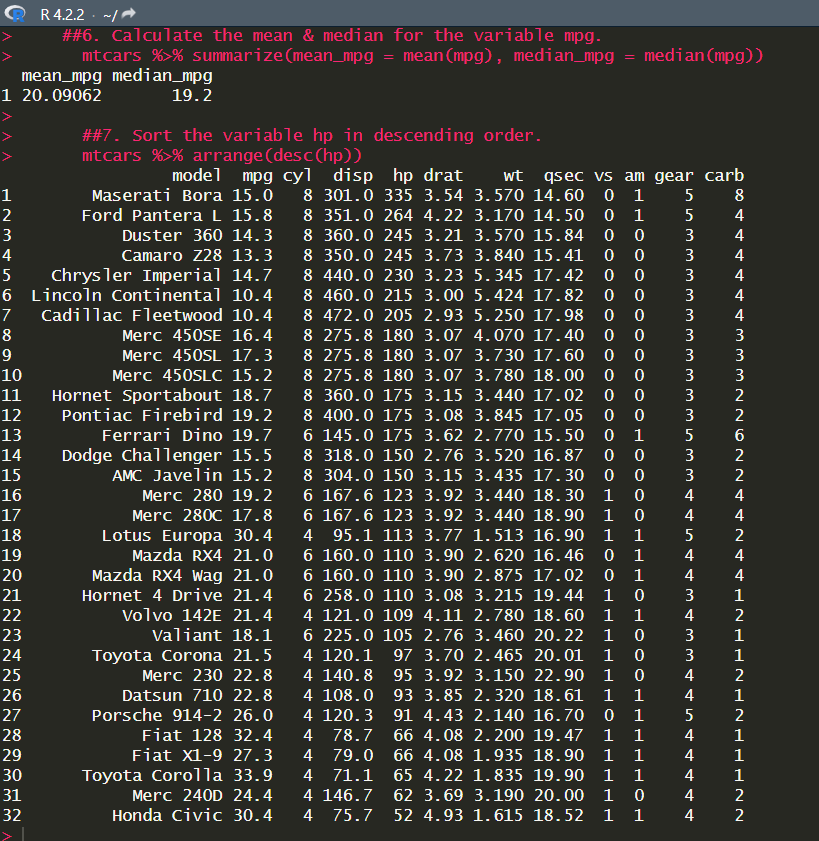 R 4.2.2 · ~/
> ##6. Calculate the mean & median for the variable mpg.
> mtcars %>% summarize(mean_mpg = mean(mpg), median_mpg = median(mpg))
mean_mpg median_mpg
1 20.09062 19.2
>
> ##7. Sort the variable hp in descending order.
> mtcars %>% arrange(desc(hp))
model mpg cyl disp hp drat wt qsec vs am gear carb
1 Maserati Bora 15.0 8 301.0 335 3.54 3.570 14.60 0 1 5 8
2 Ford Pantera L 15.8 8 351.0 264 4.22 3.170 14.50 0 1 5 4
3 Duster 360 14.3 8 360.0 245 3.21 3.570 15.84 0 0 3 4
4 Camaro Z28 13.3 8 350.0 245 3.73 3.840 15.41 0 0 3 4
5 Chrysler Imperial 14.7 8 440.0 230 3.23 5.345 17.42 0 0 3 4
6 Lincoln Continental 10.4 8 460.0 215 3.00 5.424 17.82 0 0 3 4
7 Cadillac Fleetwood 10.4 8 472.0 205 2.93 5.250 17.98 0 0 3 4
8 Merc 450SE 16.4 8 275.8 180 3.07 4.070 17.40 0 0 3 3
9 Merc 450SL 17.3 8 275.8 180 3.07 3.730 17.60 0 0 3 3
10 Merc 450SLC 15.2 8 275.8 180 3.07 3.780 18.00 0 0 3 3
11 Hornet Sportabout 18.7 8 360.0 175 3.15 3.440 17.02 0 0 3 2
12 Pontiac Firebird 19.2 8 400.0 175 3.08 3.845 17.05 0 0 3 2
13 Ferrari Dino 19.7 6 145.0 175 3.62 2.770 15.50 0 1 5 6
14 Dodge Challenger 15.5 8 318.0 150 2.76 3.520 16.87 0 0 3 2
15 AMC Javelin 15.2 8 304.0 150 3.15 3.435 17.30 0 0 3 2
16 Merc 280 19.2 6 167.6 123 3.92 3.440 18.30 1 0 4 4
17 Merc 280C 17.8 6 167.6 123 3.92 3.440 18.90 1 0 4 4
18 Lotus Europa 30.4 4 95.1 113 3.77 1.513 16.90 1 1 5 2
19 Mazda RX4 21.0 6 160.0 110 3.90 2.620 16.46 0 1 4 4
20 Mazda RX4 Wag 21.0 6 160.0 110 3.90 2.875 17.02 0 1 4 4
21 Hornet 4 Drive 21.4 6 258.0 110 3.08 3.215 19.44 1 0 3 1
22 Volvo 142E 21.4 4 121.0 109 4.11 2.780 18.60 1 1 4 2
23 Valiant 18.1 6 225.0 105 2.76 3.460 20.22 1 0 3 1
24 Toyota Corona 21.5 4 120.1 97 3.70 2.465 20.01 1 0 3 1
25 Merc 230 22.8 4 140.8 95 3.92 3.150 22.90 1 0 4 2
26 Datsun 710 22.8 4 108.0 93 3.85 2.320 18.61 1 1 4 1
27 Porsche 914-2 26.0 4 120.3 91 4.43 2.140 16.70 0 1 5 2
28 Fiat 128 32.4 4 78.7 66 4.08 2.200 19.47 1 1 4 1
29 Fiat X1-9 27.3 4 79.0 66 4.08 1.935 18.90 1 1 4 1
30 Toyota Corolla 33.9 4 71.1 65 4.22 1.835 19.90 1 1 4 1
31 Merc 240D 24.4 4 146.7 62 3.69 3.190 20.00 1 0 4 2
32 Honda Civic 30.4 4 75.7 52 4.93 1.615 18.52 1 1 4 2
>